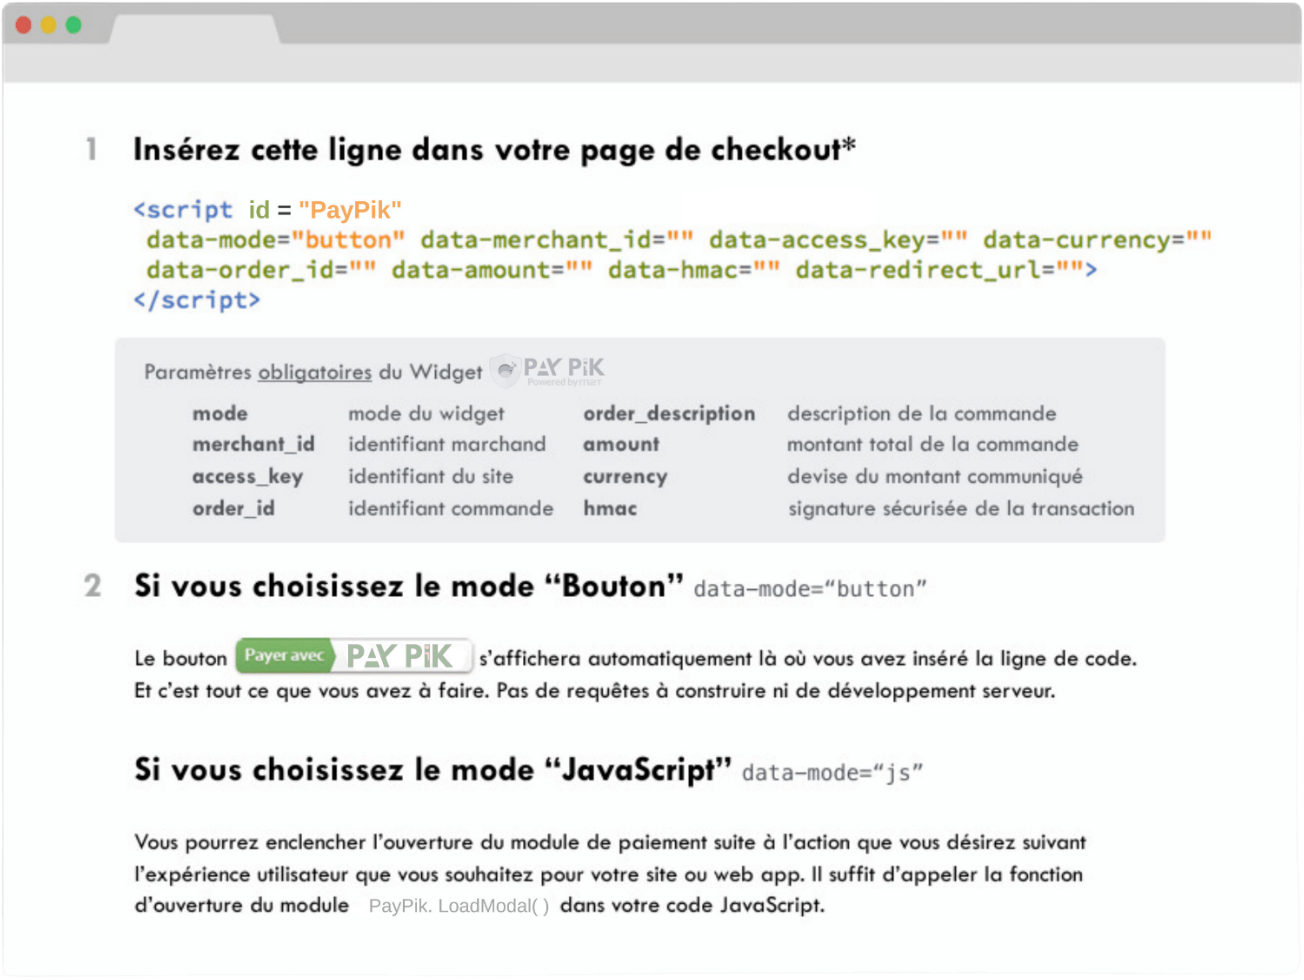 1 Insérez cette ligne dans votre page de checkout*
<script id = "PayPik"
data-mode="button" data-merchant_id="" data-access_key="" data-currency=""
data-order_id="" data-amount="" data-hmac="" data-redirect_url="">
</script>
Paramètres obligatoires du Widget PAY PiK
Powered by marr
mode mode du widget order_description description de la commande
merchant_id identifiant marchand amount montant total de la commande
access_key identifiant du site currency devise du montant communiqué
order_id identifiant commande hmac signature sécurisée de la transaction
2 Si vous choisissez le mode “Bouton” data-mode=“button”
Le bouton Payer avec PAY PiK s’affichera automatiquement là où vous avez inséré la ligne de code.
Et c’est tout ce que vous avez à faire. Pas de requêtes à construire ni de développement serveur.
Si vous choisissez le mode “JavaScript” data-mode=“js”
Vous pourrez enclencher l’ouverture du module de paiement suite à l’action que vous désirez suivant
l’expérience utilisateur que vous souhaitez pour votre site ou web app. Il suffit d’appeler la fonction
d’ouverture du module PayPik. LoadModal( ) dans votre code JavaScript.